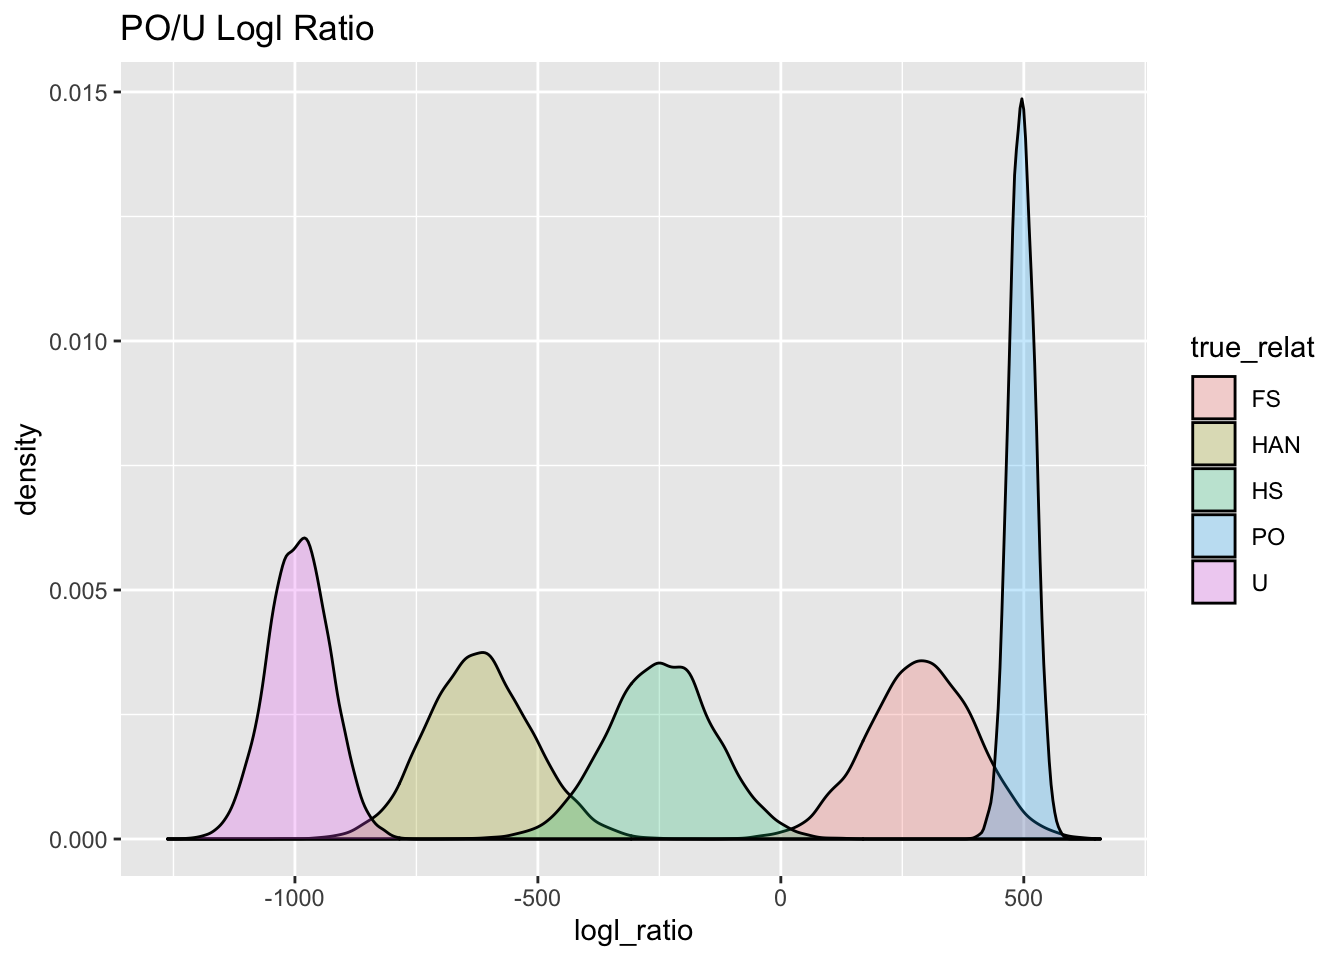 PO/U Logl Ratio
0.015
0.010
0.005
0.000
density
-1000
-500
0
500
logl_ratio
true_relat
FS
HAN
HS
PO
U